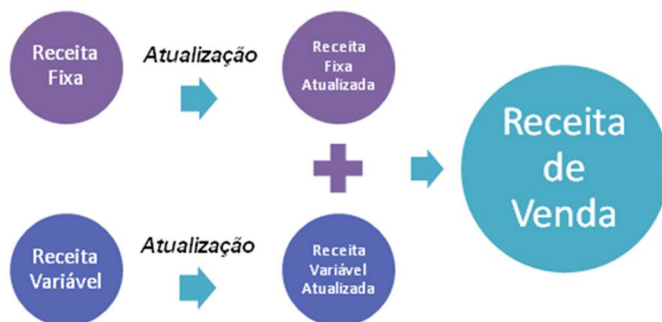 Receita
Fixa
Atualização
Receita
Fixa
Atualizada
Receita
de
Venda
Receita
Variável
Atualização
Receita
Variável
Atualizada